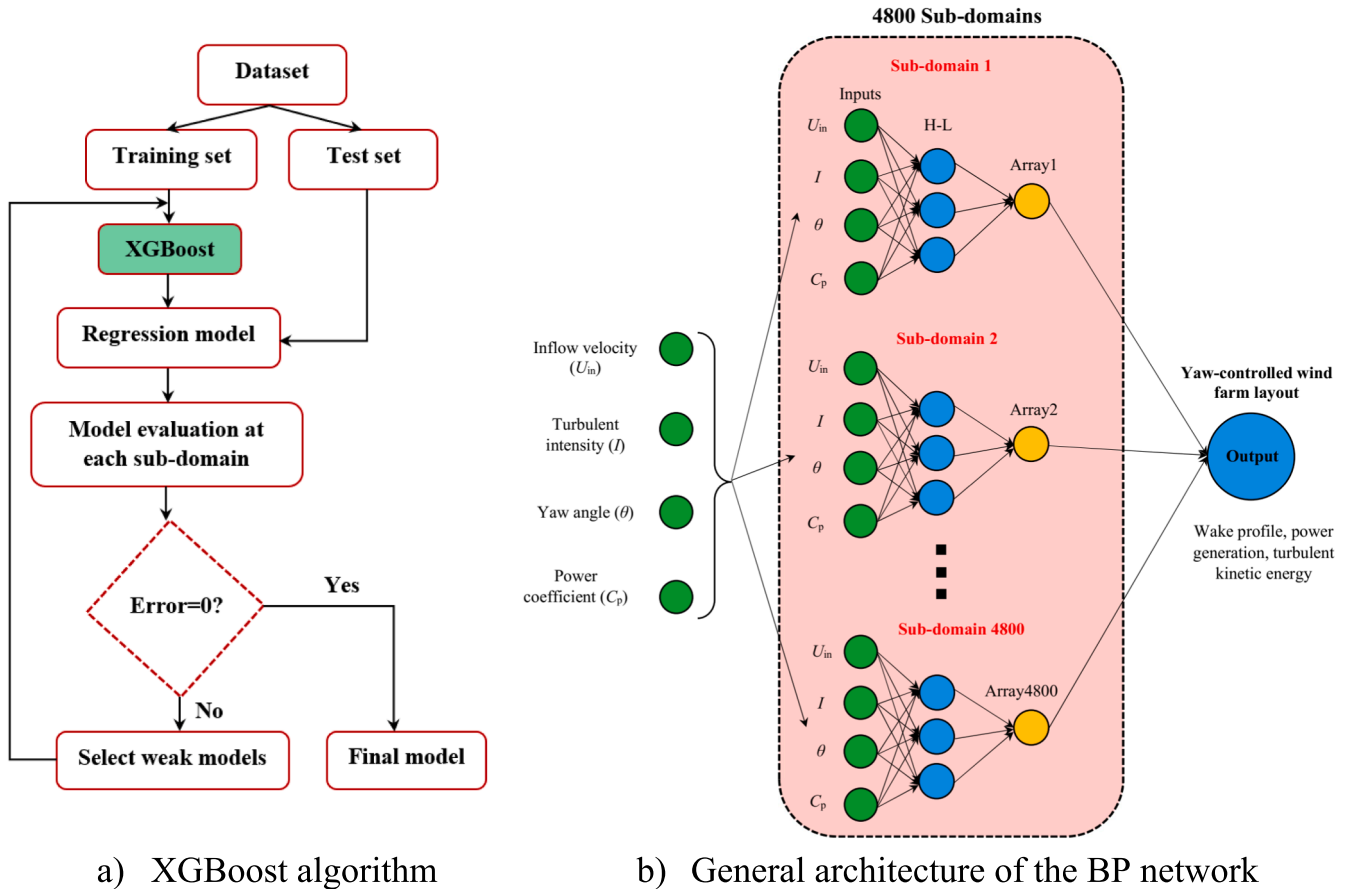 Dataset
Training set
Test set
XGBoost
Regression model
Model evaluation at
each sub-domain
Error=0?
Yes
No
Select weak models
Final model
a) XGBoost algorithm
4800 Sub-domains
Inflow velocity
(Uin)
Turbulent
intensity (I)
Yaw angle (θ)
Power
coefficient (Cp)
Sub-domain 1
Inputs
H-L
Uin
I
θ
Cp
Array1
Sub-domain 2
Uin
I
θ
Cp
Array2
Sub-domain 4800
Uin
I
θ
Cp
Array4800
Yaw-controlled wind
farm layout
Output
Wake profile, power
generation, turbulent
kinetic energy
b) General architecture of the BP network